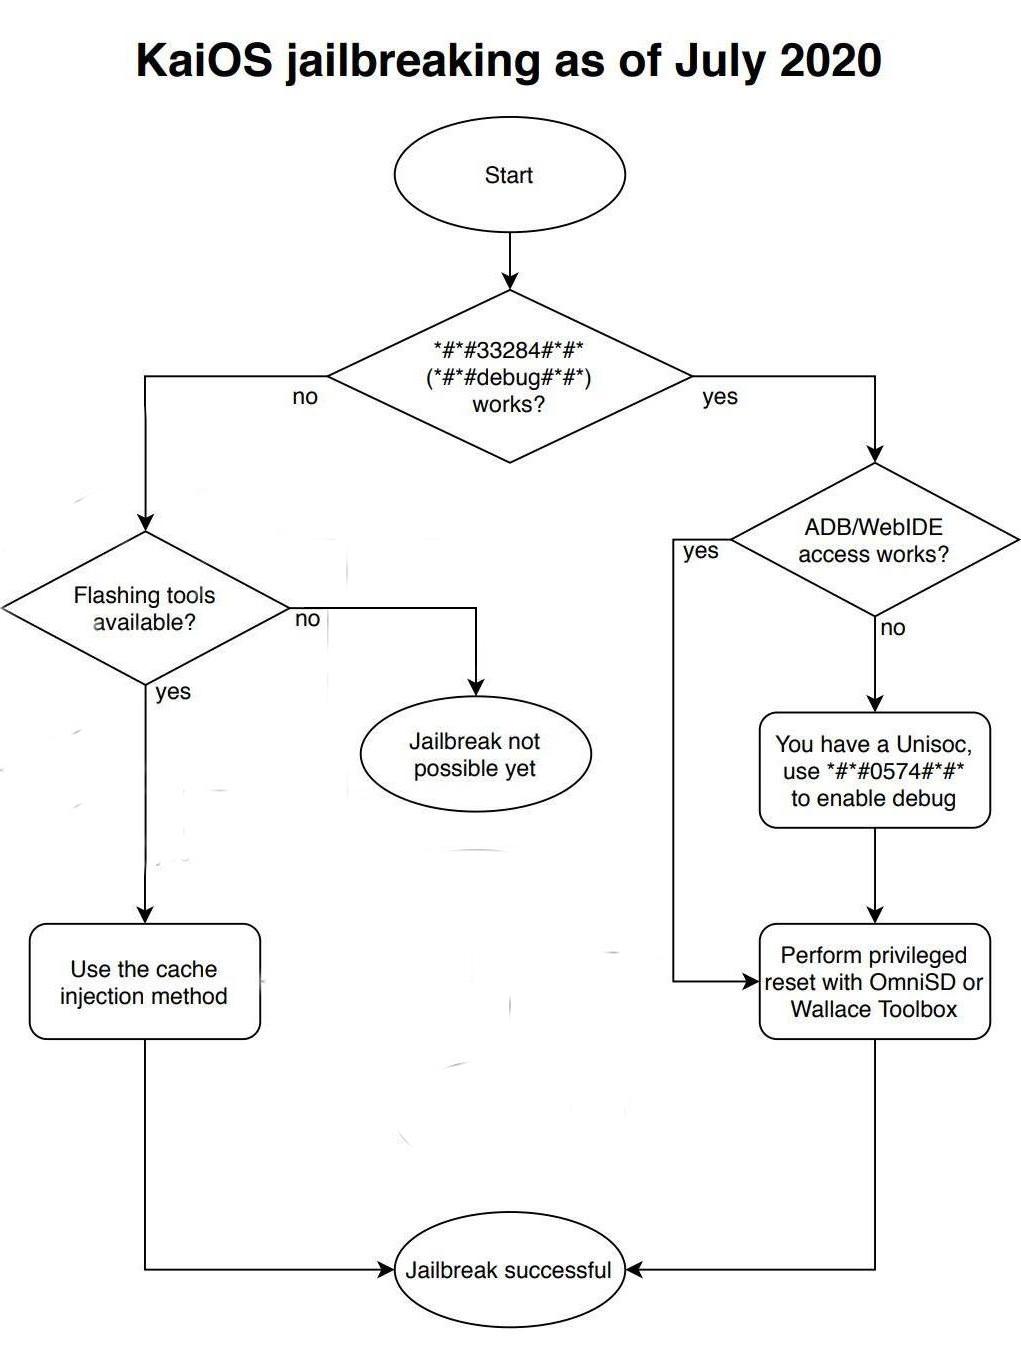 KaiOS jailbreaking as of July 2020
Start
*#*#33284#*#*
(*#*#debug#*#*)
works?
no
yes
ADB/WebIDE
access works?
yes
no
Flashing tools
available?
no
yes
Jailbreak not
possible yet
You have a Unisoc,
use *#*#0574#*#*
to enable debug
Use the cache
injection method
Perform privileged
reset with OmniSD or
Wallace Toolbox
Jailbreak successful